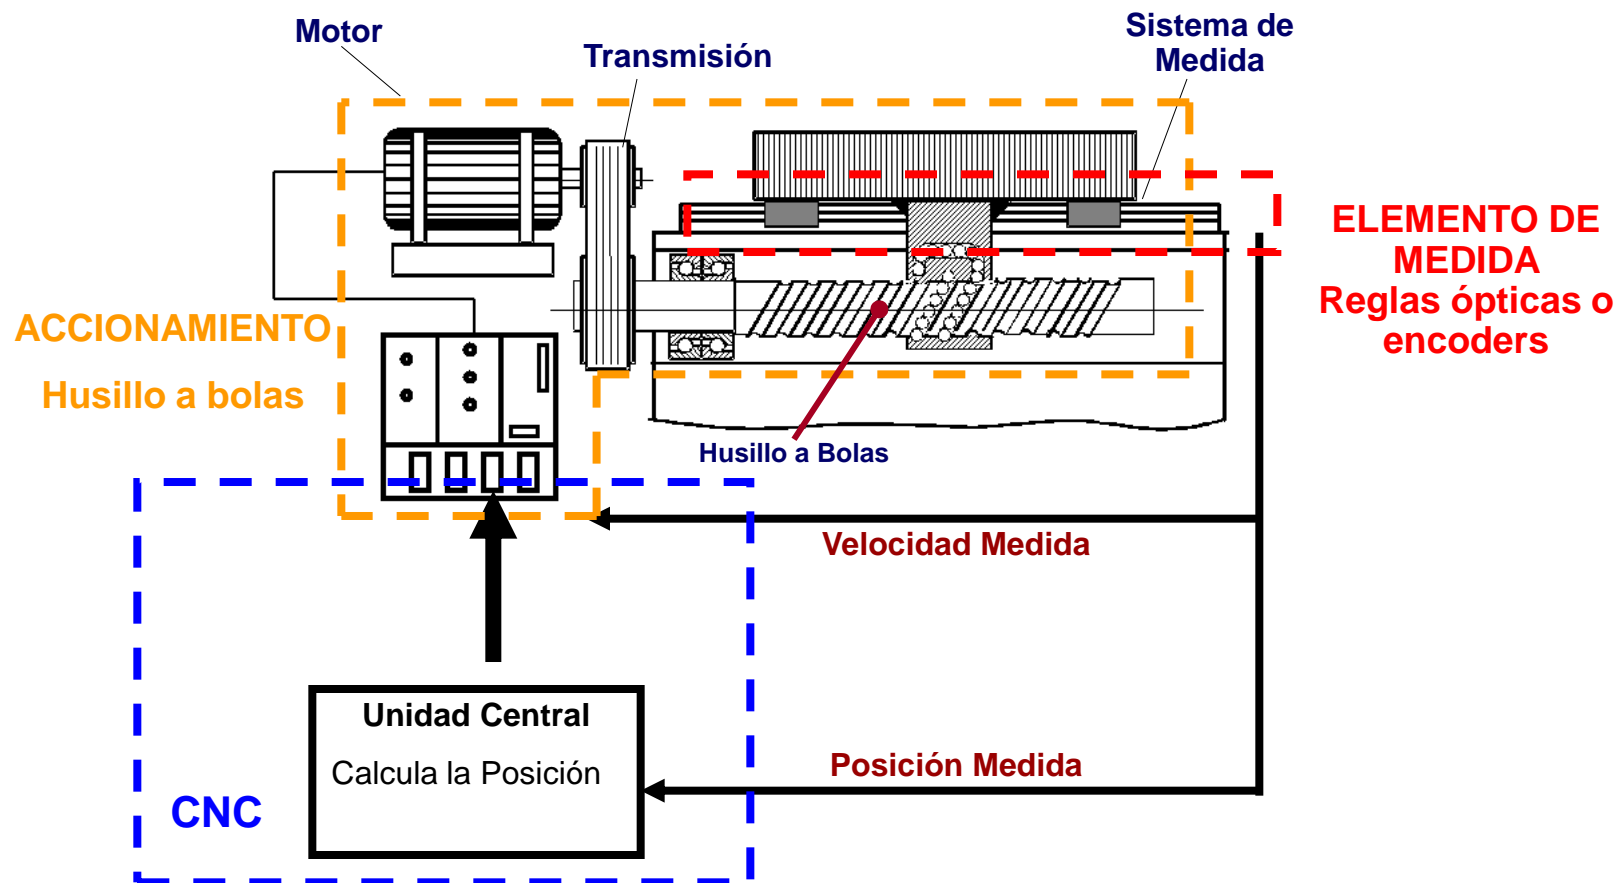 Motor
Transmisión
Sistema de
Medida
ELEMENTO DE
MEDIDA
Reglas ópticas o
encoders
ACCIONAMIENTO
Husillo a bolas
Husillo a Bolas
Velocidad Medida
Unidad Central
Calcula la Posición
Posición Medida
CNC